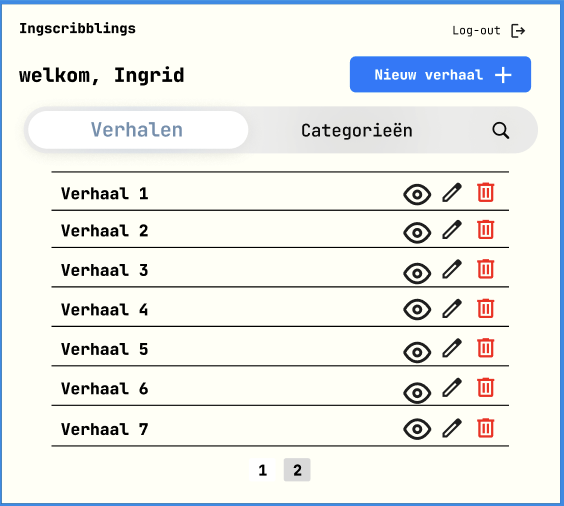 Ingscribblings
Log-out
welkom, Ingrid
Nieuw verhaal
Verhalen
Categorieën
Verhaal 1
Verhaal 2
Verhaal 3
Verhaal 4
Verhaal 5
Verhaal 6
Verhaal 7
1 2